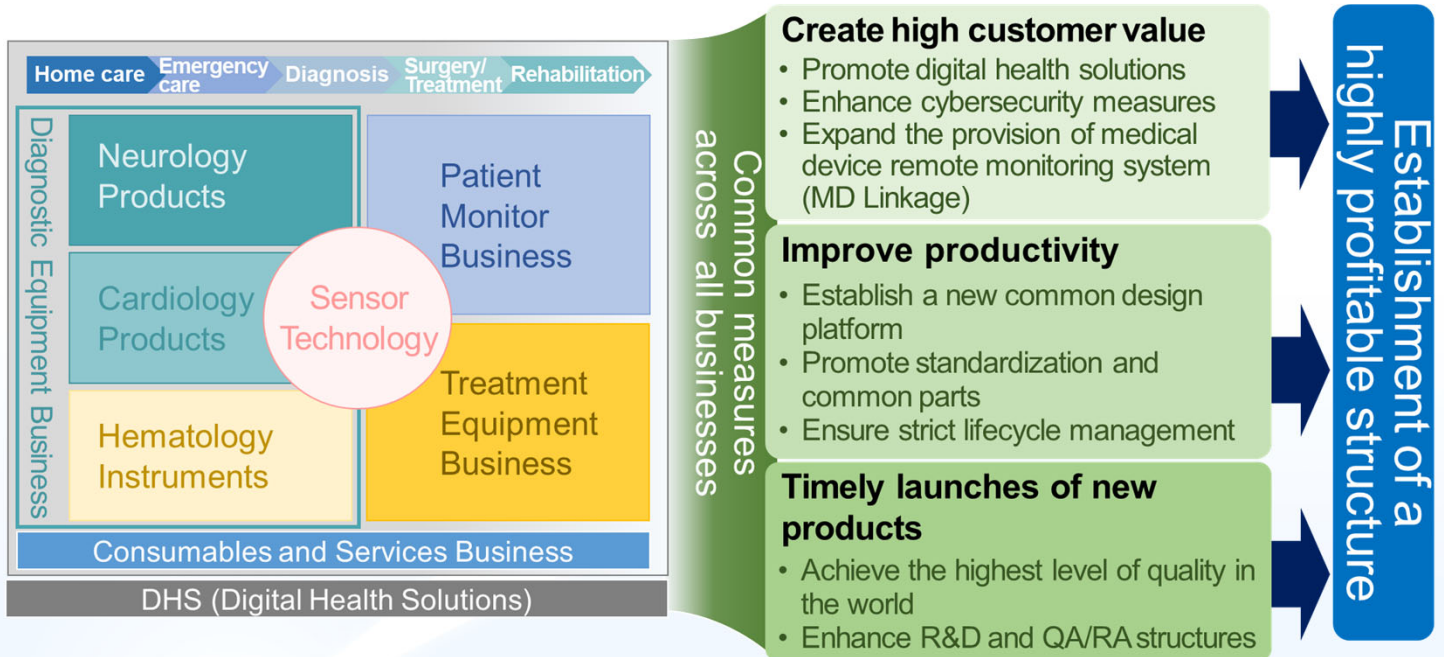 Home care
Emergency
care
Diagnosis
Surgery/
Treatment
Rehabilitation
Diagnostic Equipment Business
Neurology
Products
Cardiology
Products
Hematology
Instruments
Sensor
Technology
Patient
Monitor
Business
Treatment
Equipment
Business
Consumables and Services Business
DHS (Digital Health Solutions)
Common measures
across all businesses
Create high customer value
• Promote digital health solutions
• Enhance cybersecurity measures
• Expand the provision of medical
device remote monitoring system
(MD Linkage)
Improve productivity
• Establish a new common design
platform
• Promote standardization and
common parts
• Ensure strict lifecycle management
Timely launches of new
products
• Achieve the highest level of quality in
the world
• Enhance R&D and QA/RA structures
Establishment of a
highly profitable structure